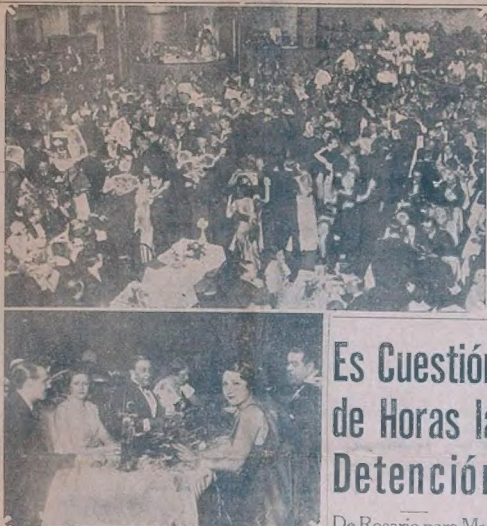 Es Cuestión
de Horas la
Detención
De Rosario para